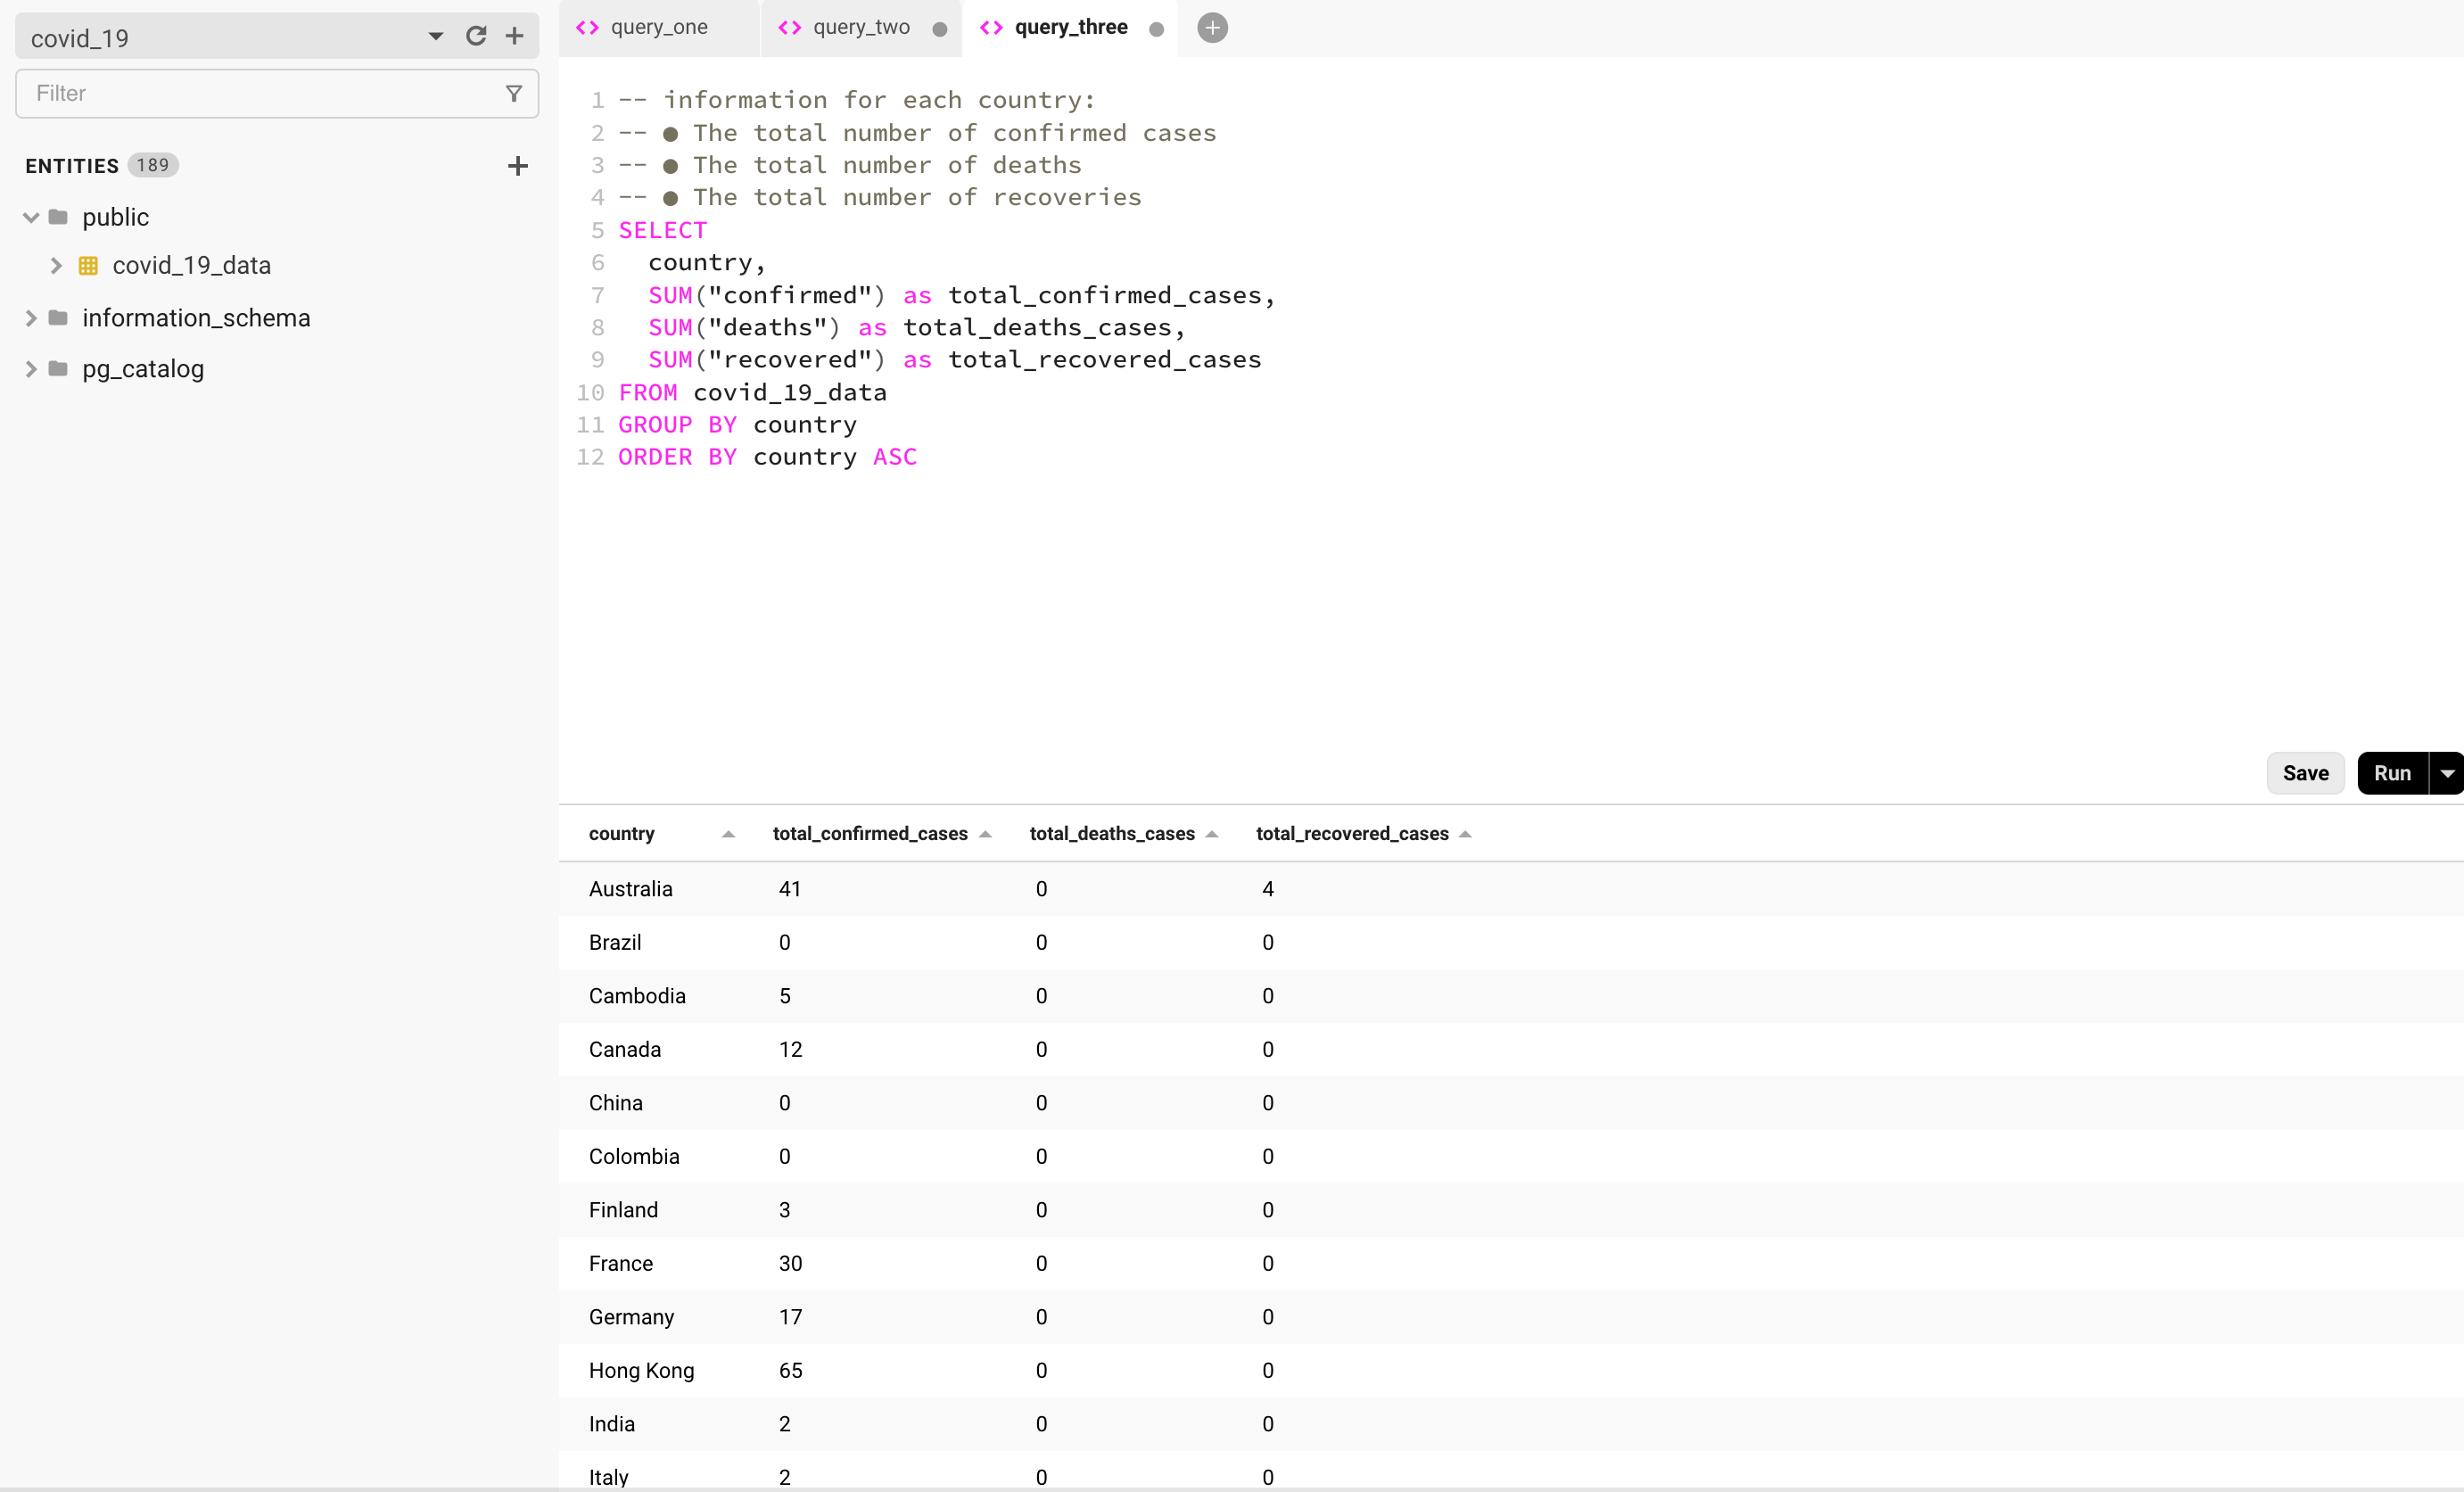 covid_19
Filter
ENTITIES 189
public
covid_19_data
information_schema
pg_catalog
query_one
query_two
query_three
1 -- information for each country:
2 -- ● The total number of confirmed cases
3 -- ● The total number of deaths
4 -- ● The total number of recoveries
5 SELECT
6 country,
7 SUM("confirmed") as total_confirmed_cases,
8 SUM("deaths") as total_deaths_cases,
9 SUM("recovered") as total_recovered_cases
10 FROM covid_19_data
11 GROUP BY country
12 ORDER BY country ASC
Save Run
country total_confirmed_cases total_deaths_cases total_recovered_cases
Australia 41 0 4
Brazil 0 0 0
Cambodia 5 0 0
Canada 12 0 0
China 0 0 0
Colombia 0 0 0
Finland 3 0 0
France 30 0 0
Germany 17 0 0
Hong Kong 65 0 0
India 2 0 0
Italy 2 0 0